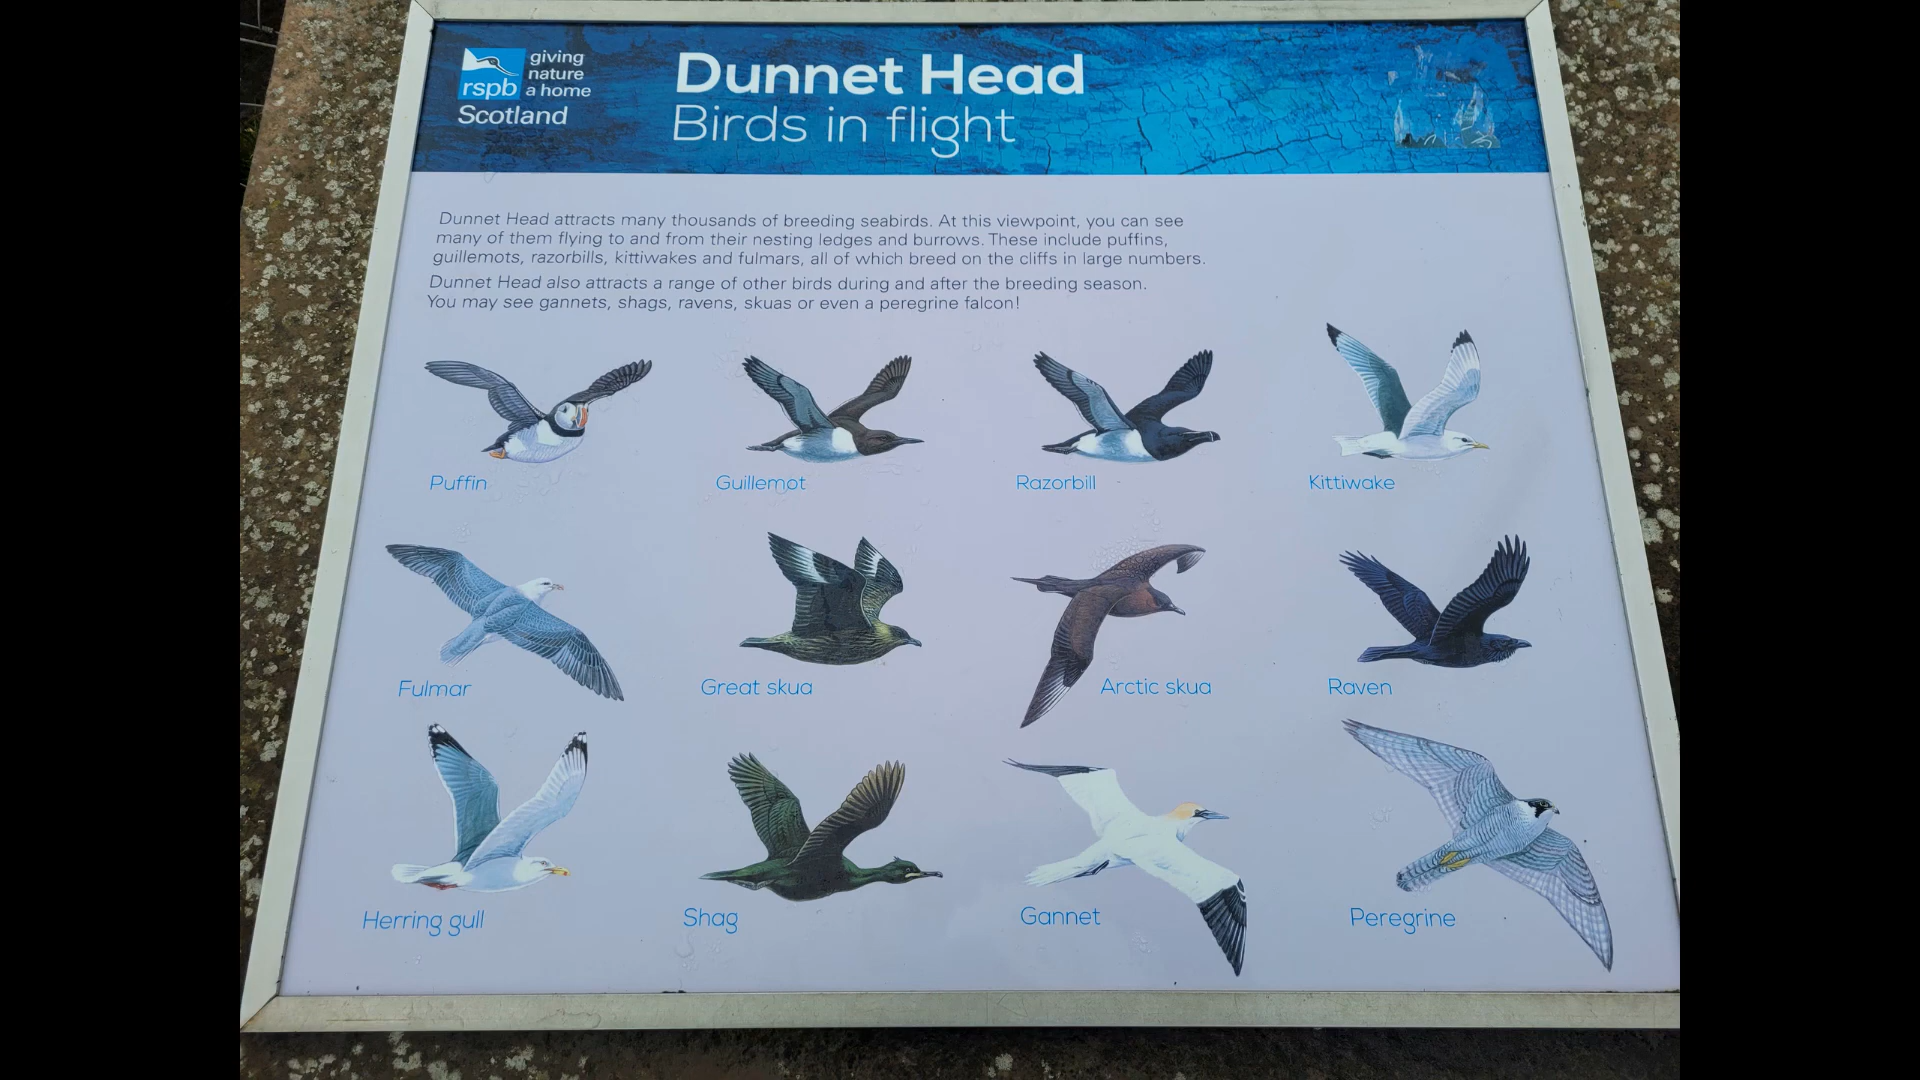 giving
nature
rspb a home
Scotland
Dunnet Head
Birds in flight
Dunnet Head attracts many thousands of breeding seabirds. At this viewpoint, you can see
many of them flying to and from their nesting ledges and burrows. These include puffins,
guillemots, razorbills, kittiwakes and fulmars, all of which breed on the cliffs in large numbers.
Dunnet Head also attracts a range of other birds during and after the breeding season.
You may see gannets, shags, ravens, skuas or even a peregrine falcon!
Puffin
Guillemot
Razorbill
Kittiwake
Fulmar
Great skua
Arctic skua
Raven
Herring gull
Shag
Gannet
Peregrine